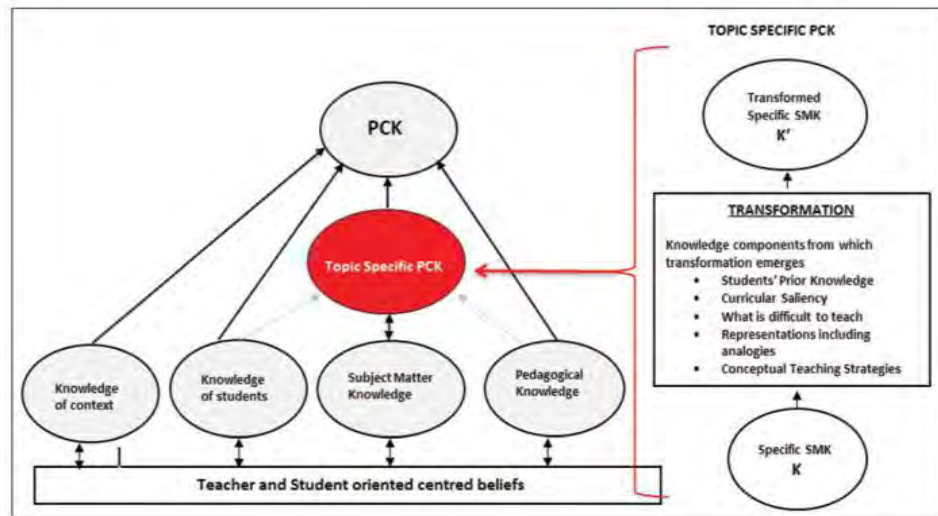 TOPIC SPECIFIC PCK
PCK
Topic Specific PCK
Knowledge
of context
Knowledge
of students
Subject Matter
Knowledge
Pedagogical
Knowledge
Teacher and Student oriented centred beliefs
Transformed
Specific SMK
K'
TRANSFORMATION
Knowledge components from which
transformation emerges
• Students' Prior Knowledge
• Curricular Saliency
• What is difficult to teach
• Representations including
analogies
• Conceptual Teaching Strategies
Specific SMK
K